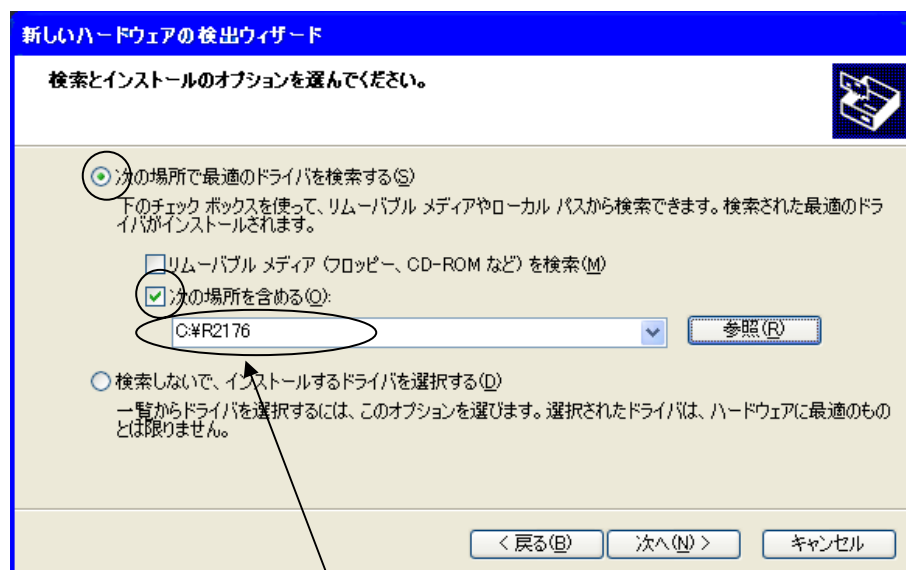 新しいハードウェアの検出ウィザード
検索とインストールのオプションを選んでください。
次の場所で最適のドライバを検索する(S)
下のチェック ボックスを使って、リムーバブル メディアやローカル パスから検索できます。検索された最適のドラ
イバがインストールされます。
リムーバブル メディア (フロッピー、CD-ROM など) を検索(M)
次の場所を含める(O):
C:¥R2176
参照(R)
検索しないで、インストールするドライバを選択する(D)
一覧からドライバを選択するには、このオプションを選びます。選択されたドライバは、ハードウェアに最適のもの
とは限りません。
< 戻る(B)
次へ(N) >
キャンセル